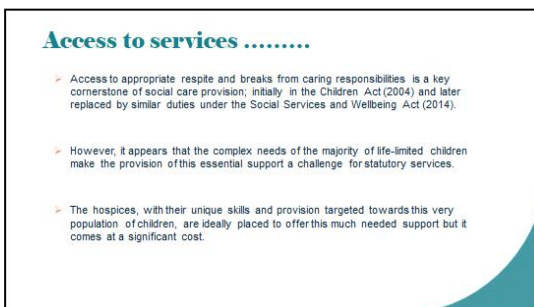 Access to services .........
Access to appropriate respite and breaks from caring responsibilities is a key
cornerstone of social care provision; initially in the Children Act (2004) and later
replaced by similar duties under the Social Services and Wellbeing Act (2014).
However, it appears that the complex needs of the majority of life-limited children
make the provision of this essential support a challenge for statutory services.
The hospices, with their unique skills and provision targeted towards this very
population of children, are ideally placed to offer this much needed support but it
comes at a significant cost.